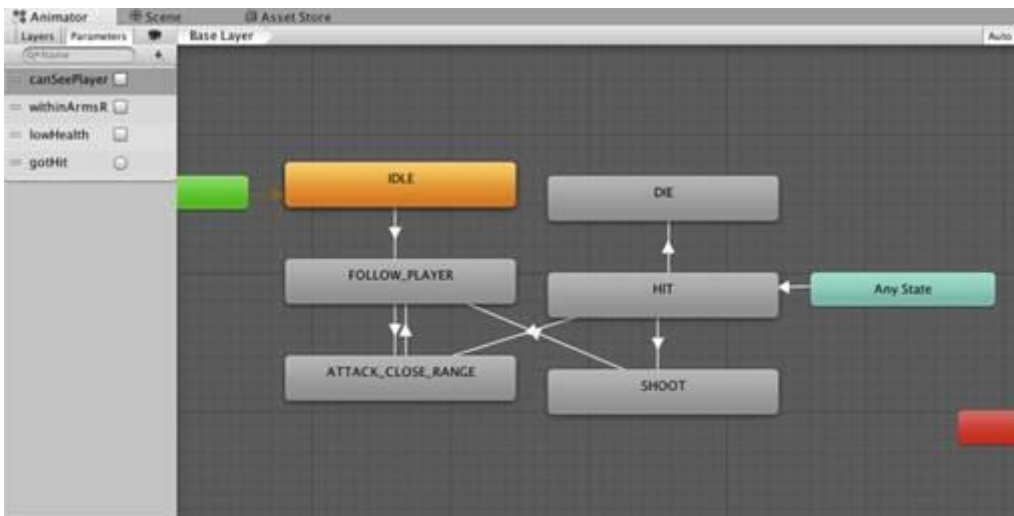 Animator
Scene
Asset Store
Layers
Parameters
Base Layer
Auto
Name
canSeePlayer
withinArmsR
lowHealth
gotHit
IDLE
DIE
FOLLOW_PLAYER
HIT
Any State
ATTACK_CLOSE_RANGE
SHOOT